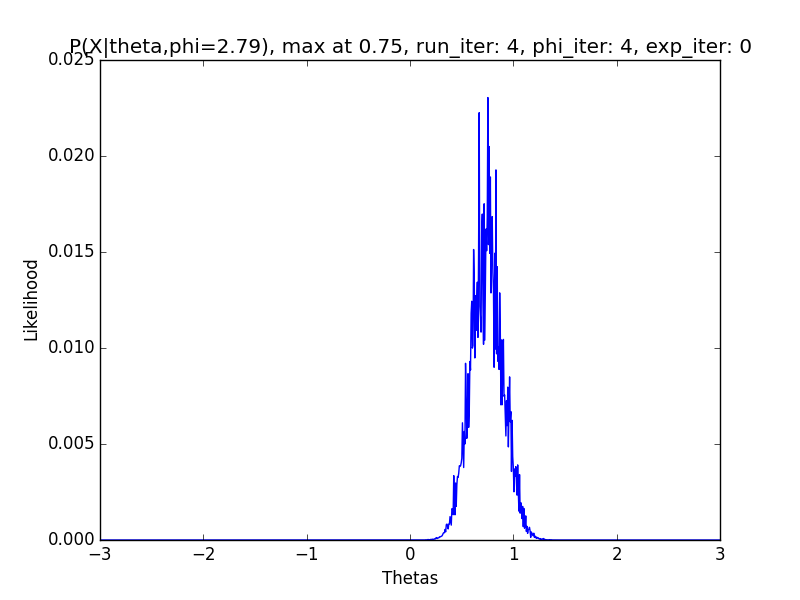 P(X|theta,phi=2.79), max at 0.75, run_iter: 4, phi_iter: 4, exp_iter: 0
0.025
0.020
0.015
0.010
0.005
0.000
Likelihood
−3 −2 −1 0 1 2 3
Thetas